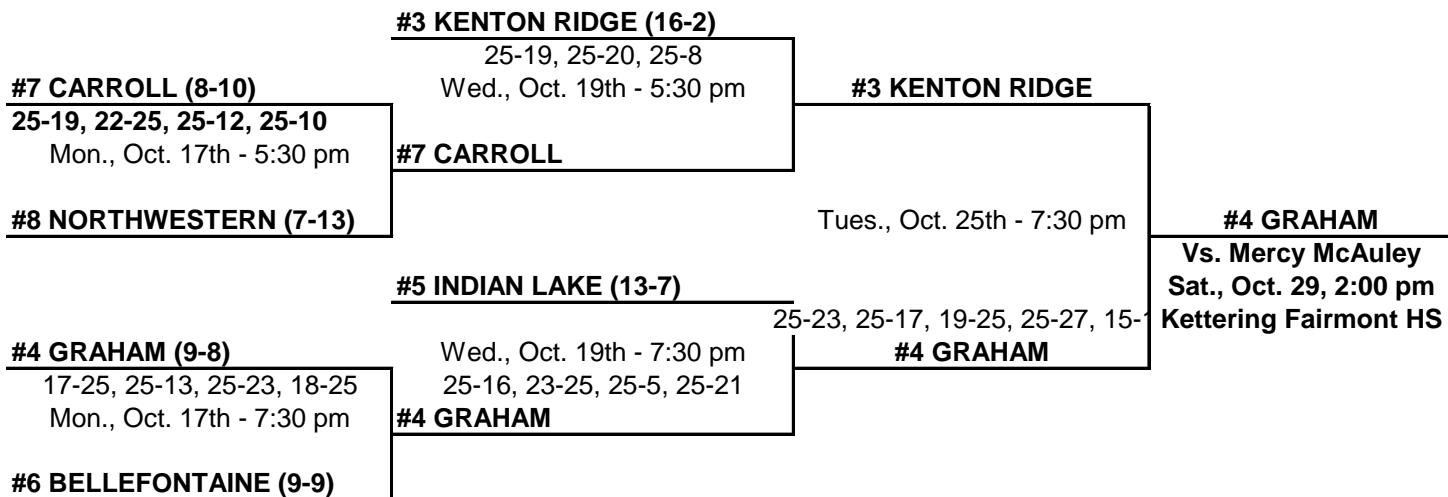 #3 KENTON RIDGE (16-2)
25-19, 25-20, 25-8
#7 CARROLL (8-10)
Wed., Oct. 19th - 5:30 pm
#3 KENTON RIDGE
25-19, 22-25, 25-12, 25-10
Mon., Oct. 17th - 5:30 pm
#7 CARROLL
#8 NORTHWESTERN (7-13)
Tues., Oct. 25th - 7:30 pm
#4 GRAHAM
Vs. Mercy McAuley
#5 INDIAN LAKE (13-7)
Sat., Oct. 29, 2:00 pm
25-23, 25-17, 19-25, 25-27,
Kettering Fairmont HS
#4 GRAHAM (9-8)
Wed., Oct. 19th - 7:30 pm
#4 GRAHAM
17-25, 25-13, 25-23, 18-25
25-16, 23-25, 25-5, 25-21
Mon., Oct. 17th - 7:30 pm
#4 GRAHAM
#6 BELLEFONTAINE (9-9)